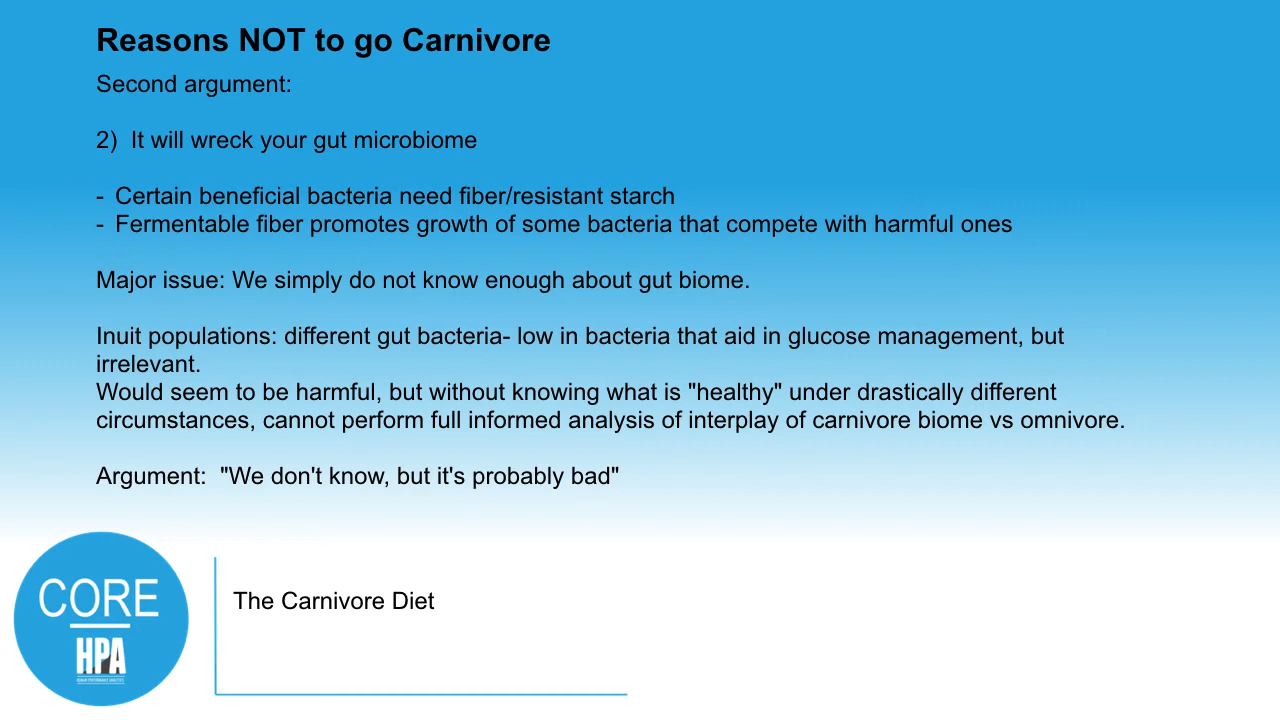 Reasons NOT to go Carnivore
Second argument:
2)  It will wreck your gut microbiome
-  Certain beneficial bacteria need fiber/resistant starch
-  Fermentable fiber promotes growth of some bacteria that compete with harmful ones
Major issue: We simply do not know enough about gut biome.
Inuit populations: different gut bacteria- low in bacteria that aid in glucose management, but
irrelevant.
Would seem to be harmful, but without knowing what is "healthy" under drastically different
circumstances, cannot perform full informed analysis of interplay of carnivore biome vs omnivore.
Argument:  "We don't know, but it's probably bad"
CORE
HPA
HUMAN PERFORMANCE ANALYTICS
The Carnivore Diet